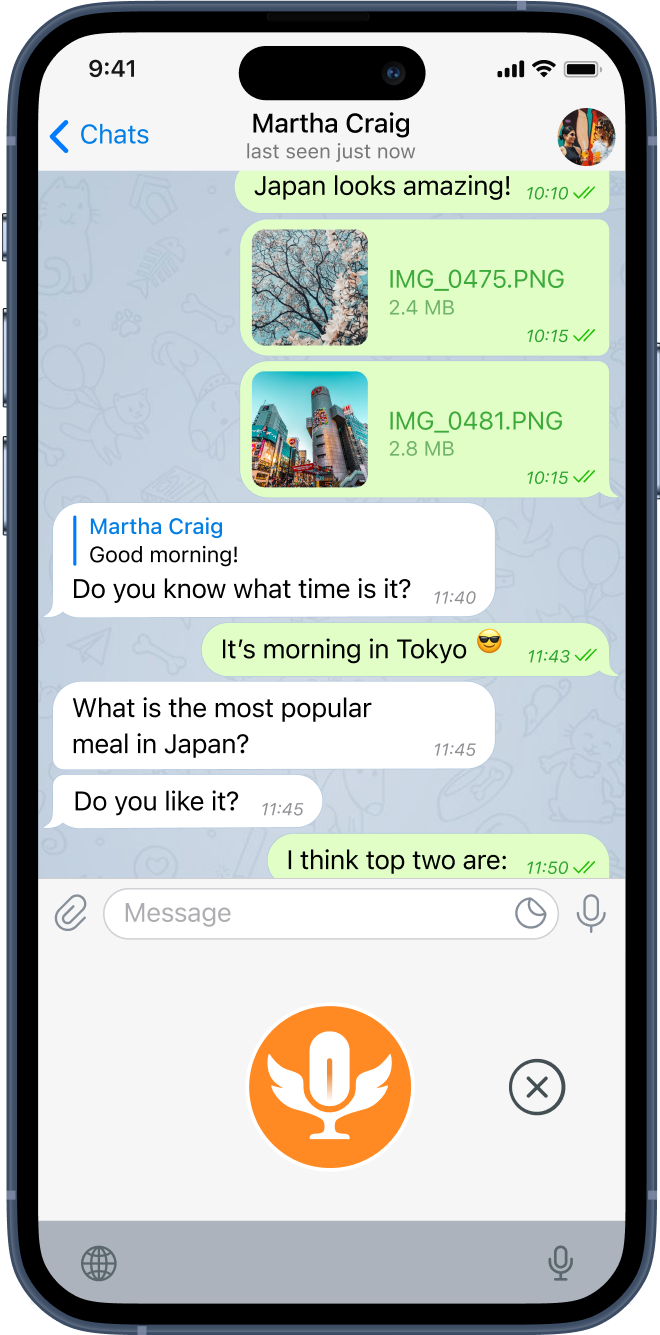 9:41
Chats
Martha Craig
last seen just now
Japan looks amazing! 10:10
IMG_0475.PNG
2.4 MB
10:15
IMG_0481.PNG
2.8 MB
10:15
Martha Craig
Good morning!
Do you know what time is it? 11:40
It’s morning in Tokyo 😎 11:43
What is the most popular
meal in Japan? 11:45
Do you like it? 11:45
I think top two are: 11:50
Message